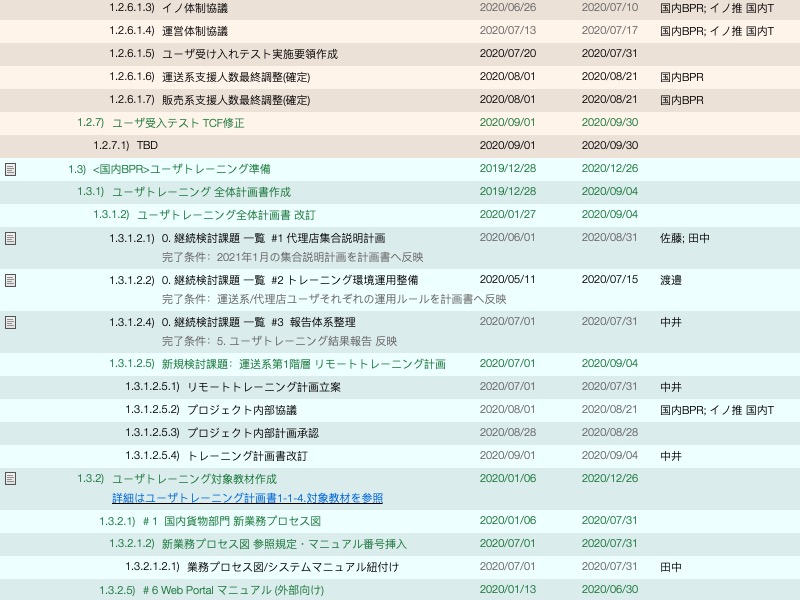 1.2.6.1.3) イノ体制協議 2020/06/26 2020/07/10 国内BPR; イノ推 国内T
1.2.6.1.4) 運営体制協議 2020/07/13 2020/07/17 国内BPR; イノ推 国内T
1.2.6.1.5) ユーザ受け入れテスト実施要領作成 2020/07/20 2020/07/31
1.2.6.1.6) 運送系支援人数最終調整(確定) 2020/08/01 2020/08/21 国内BPR
1.2.6.1.7) 販売系支援人数最終調整(確定) 2020/08/01 2020/08/21 国内BPR
1.2.7) ユーザ受入テスト TCF修正 2020/09/01 2020/09/30
1.2.7.1) TBD 2020/09/01 2020/09/30
1.3) <国内BPR>ユーザトレーニング準備 2019/12/28 2020/12/26
1.3.1) ユーザトレーニング 全体計画書作成 2019/12/28 2020/09/04
1.3.1.2) ユーザトレーニング全体計画書 改訂 2020/01/27 2020/09/04
1.3.1.2.1) 0. 継続検討課題 一覧 #1 代理店集合説明計画 2020/06/01 2020/08/31 佐藤; 田中
完了条件: 2021年1月の集合説明計画を計画書へ反映
1.3.1.2.2) 0. 継続検討課題 一覧 #2 トレーニング環境運用整備 2020/05/11 2020/07/15 渡邉
完了条件: 運送系/代理店ユーザそれぞれの運用ルールを計画書へ反映
1.3.1.2.4) 0. 継続検討課題 一覧 #3 報告体系整理 2020/07/01 2020/07/31 中井
完了条件: 5. ユーザトレーニング結果報告 反映
1.3.1.2.5) 新規検討課題: 運送系第1階層 リモートトレーニング計画 2020/07/01 2020/09/04
1.3.1.2.5.1) リモートトレーニング計画立案 2020/07/01 2020/07/31 中井
1.3.1.2.5.2) プロジェクト内部協議 2020/08/01 2020/08/21 国内BPR; イノ推 国内T
1.3.1.2.5.3) プロジェクト内部計画承認 2020/08/28 2020/08/28
1.3.1.2.5.4) トレーニング計画書改訂 2020/09/01 2020/09/04 中井
1.3.2) ユーザトレーニング対象教材作成 2020/01/06 2020/12/26
詳細はユーザトレーニング計画書1-1-4.対象教材を参照
1.3.2.1) #1 国内貨物部門 新業務プロセス図 2020/01/06 2020/07/31
1.3.2.1.2) 新業務プロセス図 参照規定・マニュアル番号挿入 2020/07/01 2020/07/31
1.3.2.1.2.1) 業務プロセス図/システムマニュアル紐付け 2020/07/01 2020/07/31 田中
1.3.2.5) #6 Web Portal マニュアル (外部向け) 2020/01/13 2020/06/30